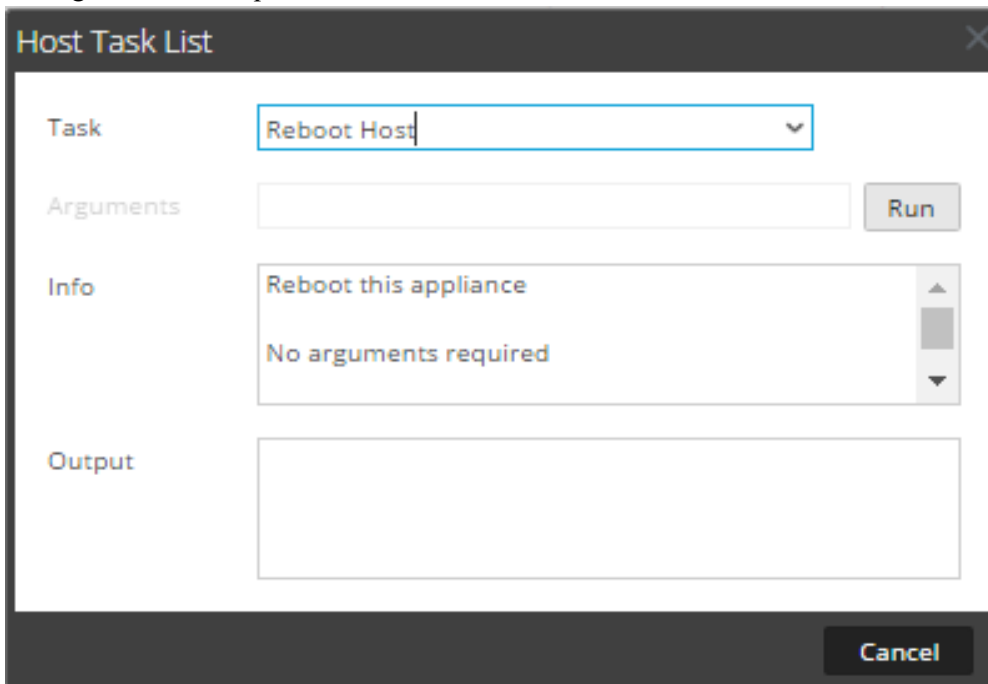 Host Task List
Task
Reboot Host
Arguments
Run
Info
Reboot this appliance
No arguments required
Output
Cancel